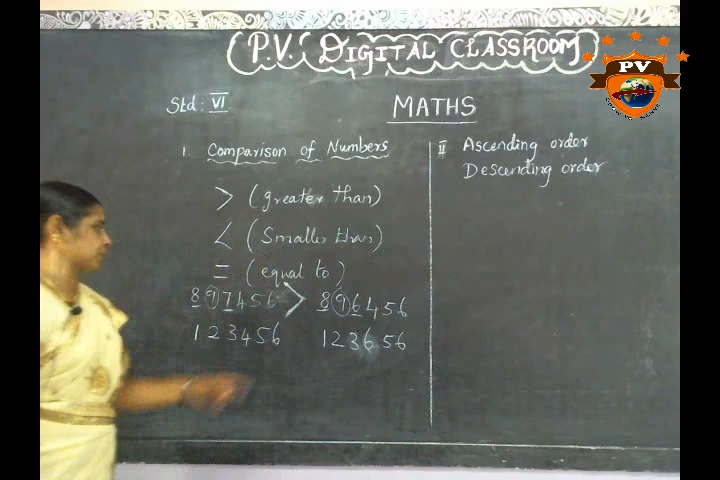 P.V. DIGITAL CLASSROOM
PV
Std: VI
MATHS
1. Comparison of Numbers
> (greater than)
< (Smaller than)
= (equal to)
897456 > 896456
123456 123656
II Ascending order
Descending order